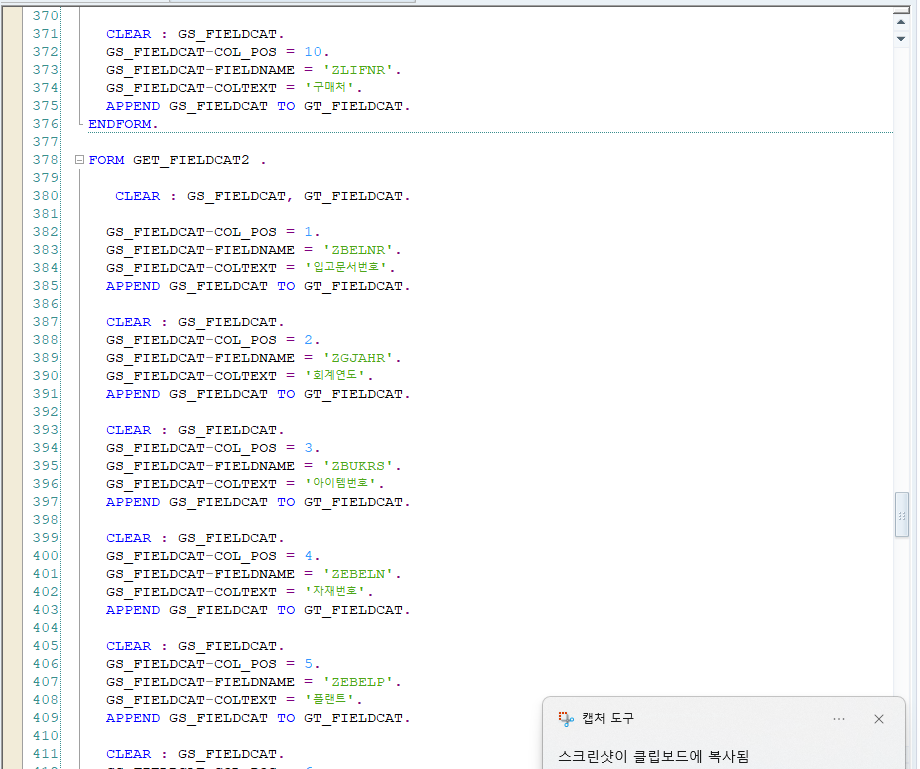 370
371 CLEAR : GS_FIELDCAT.
372 GS_FIELDCAT-COL_POS = 10.
373 GS_FIELDCAT-FIELDNAME = 'ZLIFNR'.
374 GS_FIELDCAT-COLTEXT = '구매처'.
375 APPEND GS_FIELDCAT TO GT_FIELDCAT.
376 ENDFORM.
377
378 FORM GET_FIELDCAT2 .
379
380 CLEAR : GS_FIELDCAT, GT_FIELDCAT.
381
382 GS_FIELDCAT-COL_POS = 1.
383 GS_FIELDCAT-FIELDNAME = 'ZBELNR'.
384 GS_FIELDCAT-COLTEXT = '입고문서번호'.
385 APPEND GS_FIELDCAT TO GT_FIELDCAT.
386
387 CLEAR : GS_FIELDCAT.
388 GS_FIELDCAT-COL_POS = 2.
389 GS_FIELDCAT-FIELDNAME = 'ZGJAHR'.
390 GS_FIELDCAT-COLTEXT = '회계연도'.
391 APPEND GS_FIELDCAT TO GT_FIELDCAT.
392
393 CLEAR : GS_FIELDCAT.
394 GS_FIELDCAT-COL_POS = 3.
395 GS_FIELDCAT-FIELDNAME = 'ZBUKRS'.
396 GS_FIELDCAT-COLTEXT = '아이템번호'.
397 APPEND GS_FIELDCAT TO GT_FIELDCAT.
398
399 CLEAR : GS_FIELDCAT.
400 GS_FIELDCAT-COL_POS = 4.
401 GS_FIELDCAT-FIELDNAME = 'ZEBELN'.
402 GS_FIELDCAT-COLTEXT = '자재번호'.
403 APPEND GS_FIELDCAT TO GT_FIELDCAT.
404
405 CLEAR : GS_FIELDCAT.
406 GS_FIELDCAT-COL_POS = 5.
407 GS_FIELDCAT-FIELDNAME = 'ZEBELP'.
408 GS_FIELDCAT-COLTEXT = '플랜트'.
409 APPEND GS_FIELDCAT TO GT_FIELDCAT.
410
411 CLEAR : GS_FIELDCAT.
캡처 도구
스크린샷이 클립보드에 복사됨